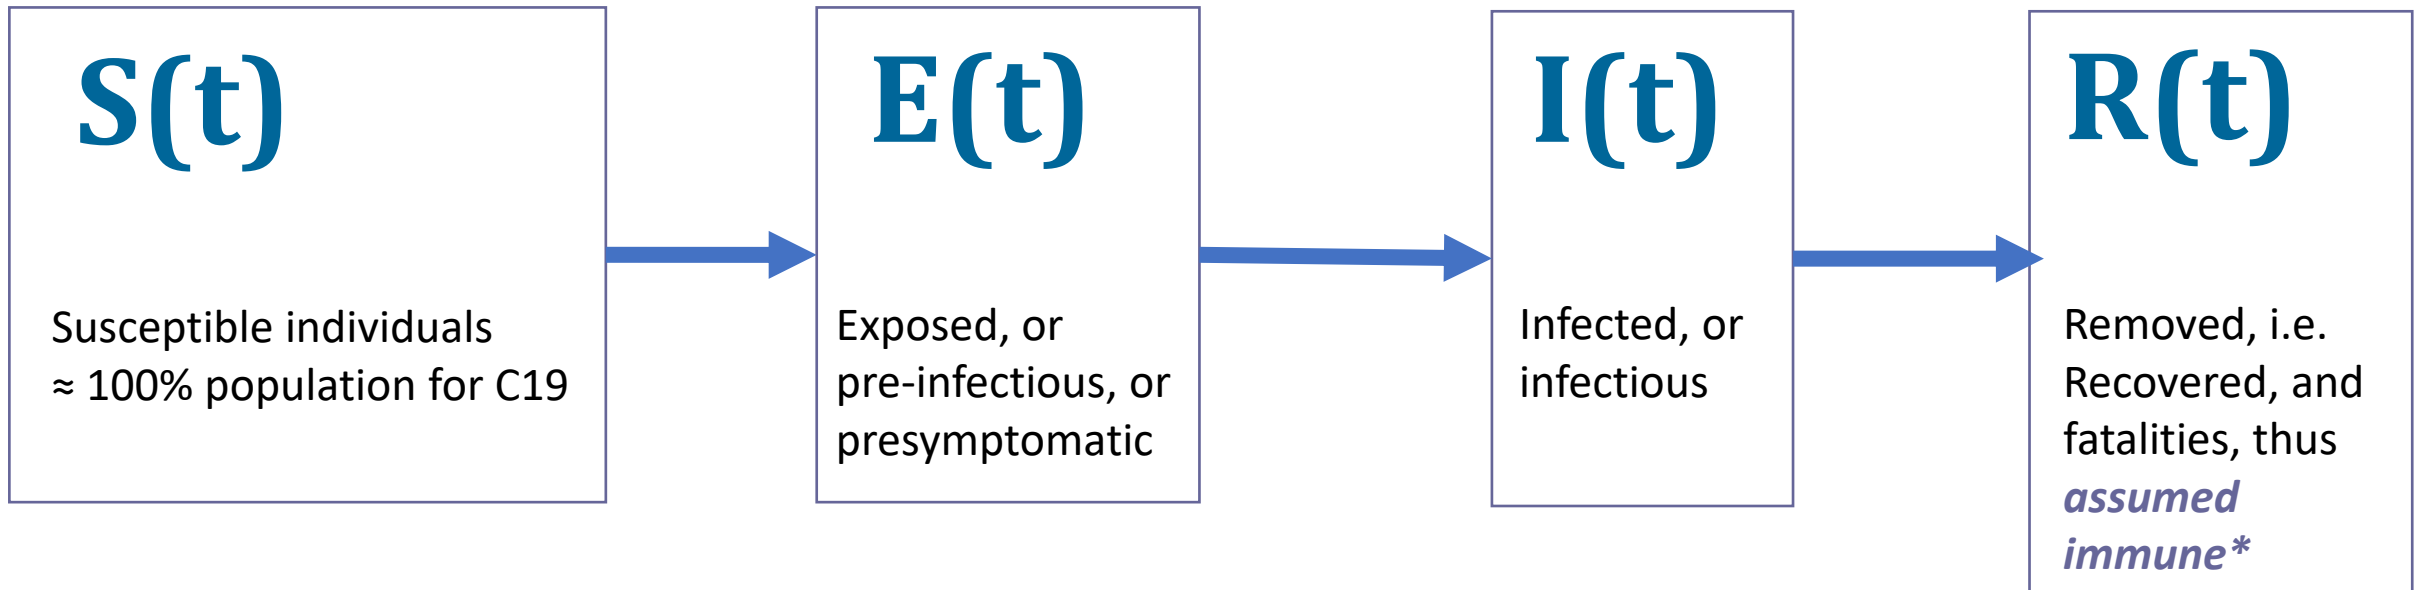 S(t)
Susceptible individuals
≈ 100% population for C19
E(t)
Exposed, or
pre-infectious, or
presymptomatic
I(t)
Infected, or
infectious
R(t)
Removed, i.e.
Recovered, and
fatalities, thus
assumed
immune*